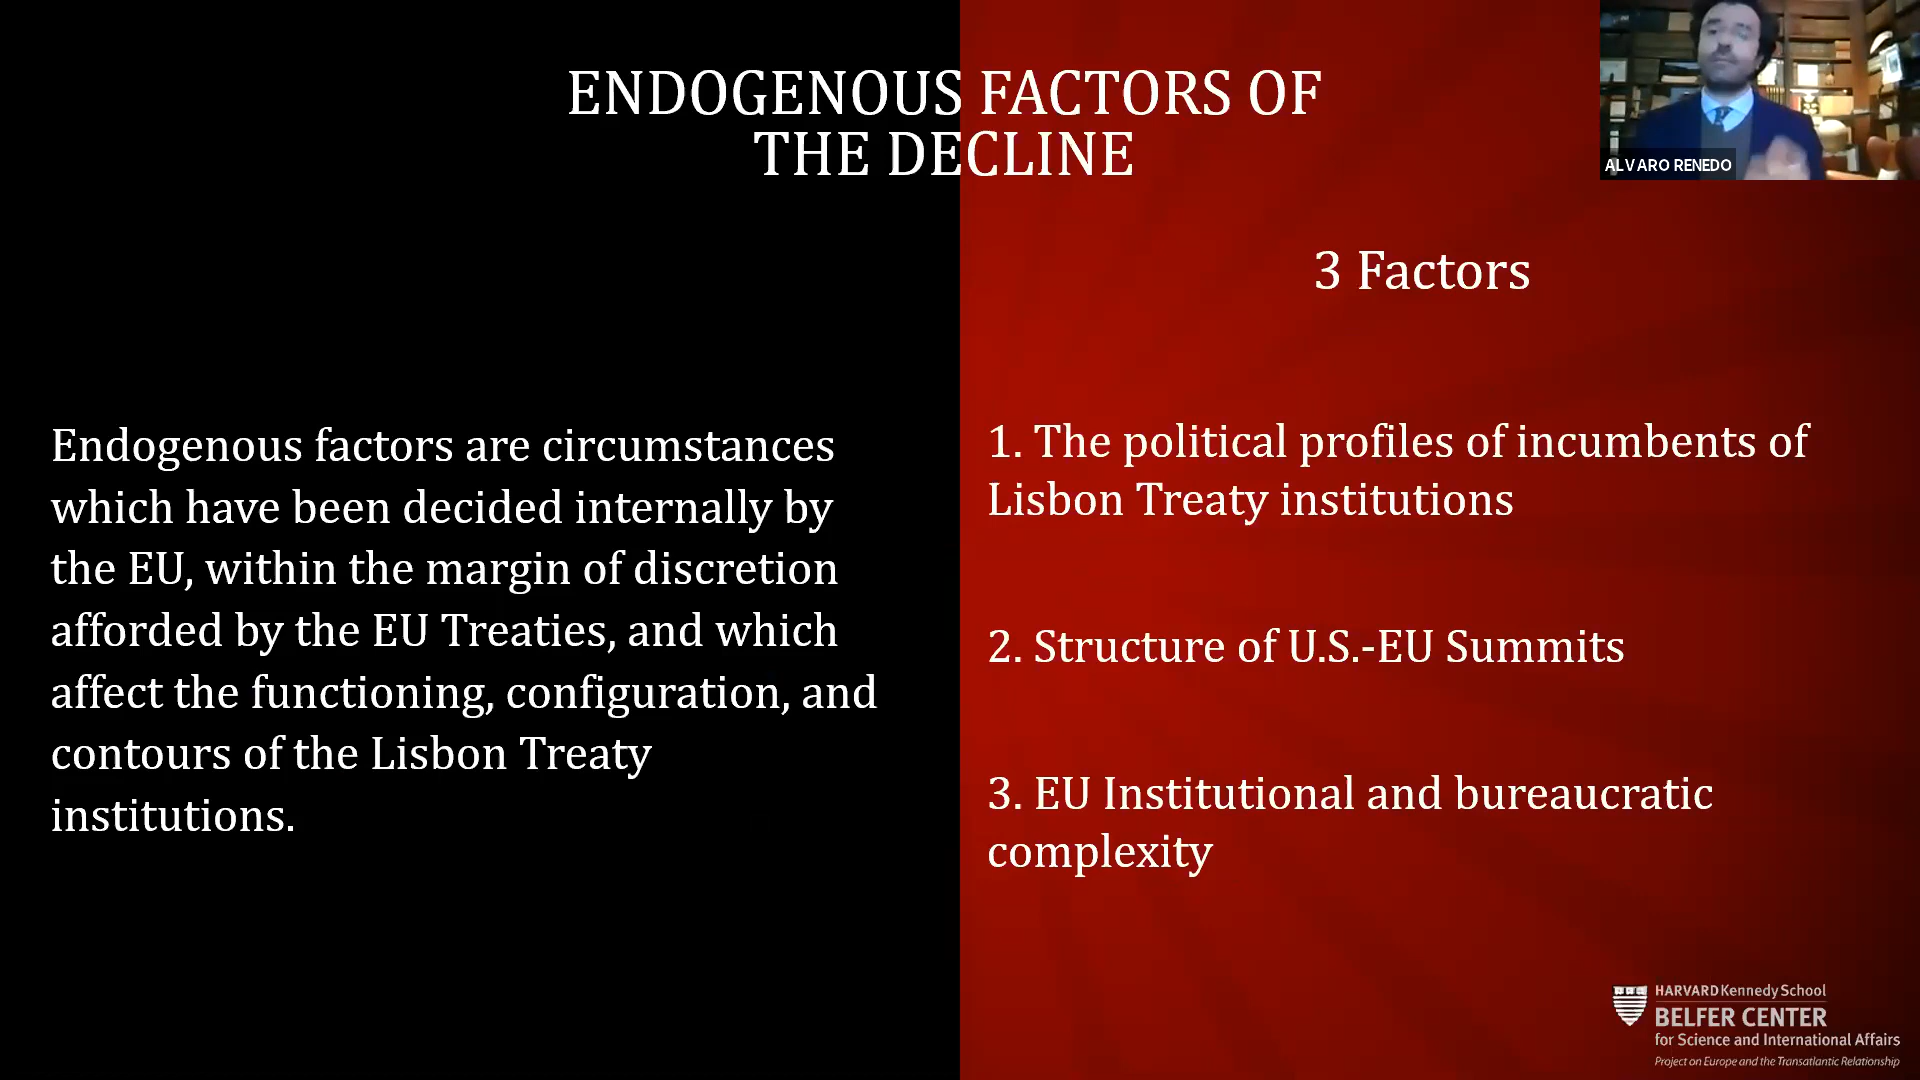 ENDOGENOUS FACTORS OF
THE DECLINE
ALVARO RENEDO
3 Factors
Endogenous factors are circumstances
which have been decided internally by
the EU, within the margin of discretion
afforded by the EU Treaties, and which
affect the functioning, configuration, and
contours of the Lisbon Treaty
institutions.
1. The political profiles of incumbents of
Lisbon Treaty institutions
2. Structure of U.S.-EU Summits
3. EU Institutional and bureaucratic
complexity
HARVARD Kennedy School
BELFER CENTER
for Science and International Affairs
Project on Europe and the Transatlantic Relationship